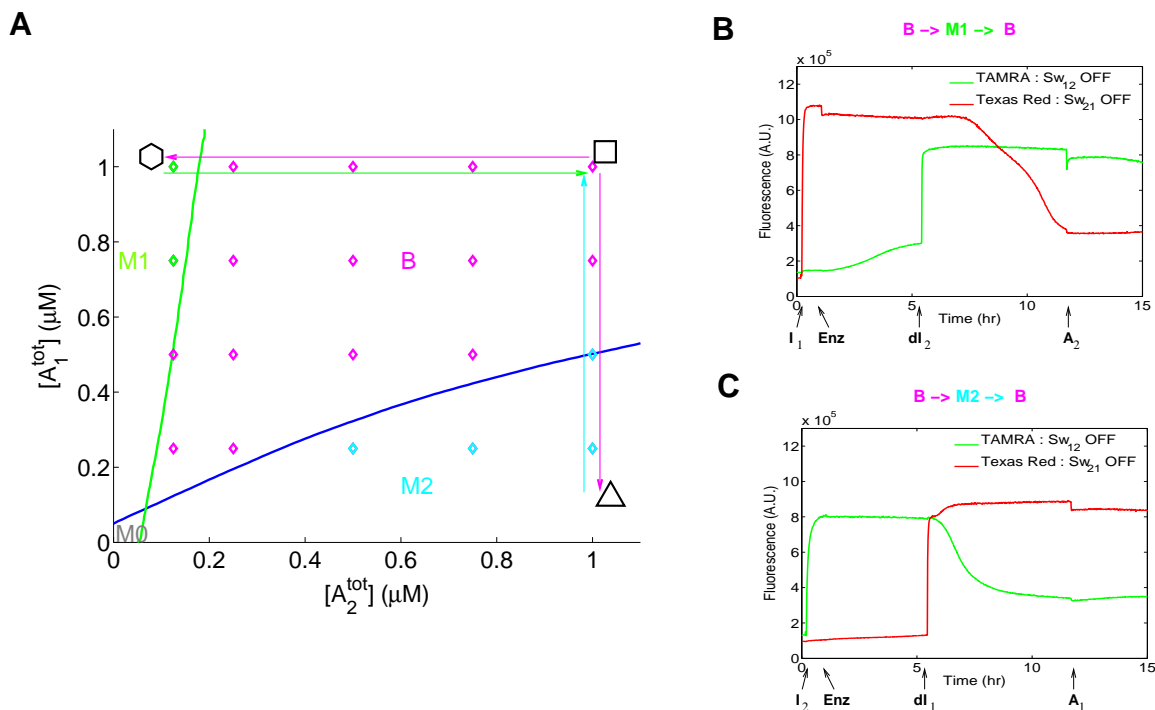 A
[A1^tot] (μM)
1
0.8
0.6
0.4
0.2
0
M1
B
M2
M0
0 0.2 0.4 0.6 0.8 1
[A2^tot] (μM)
B
B −> M1 −> B
x 10^5
TAMRA : Sw12 OFF
Texas Red : Sw21 OFF
Fluorescence (A.U.)
12
10
8
6
4
2
0
0 5 10 15
Time (hr)
I1 Enz dI2 A2
C
B −> M2 −> B
x 10^5
TAMRA : Sw12 OFF
Texas Red : Sw21 OFF
Fluorescence (A.U.)
12
10
8
6
4
2
0
0 5 10 15
Time (hr)
I2 Enz dI1 A1